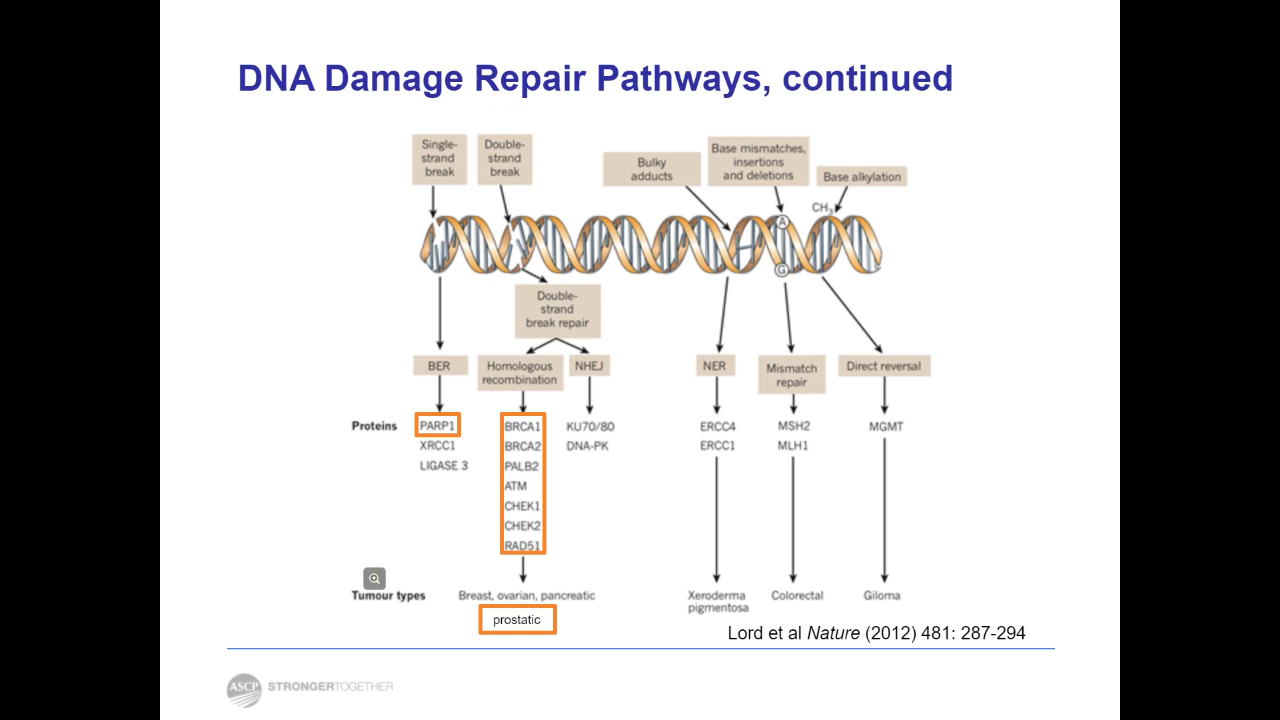 DNA Damage Repair Pathways, continued
Single-
strand
break
Double-
strand
break
Bulky
adducts
Base mismatches,
insertions
and deletions
Base alkylation
CH3
A
G
Double-
strand
break repair
BER
Homologous
recombination
NHEJ
NER
Mismatch
repair
Direct reversal
Proteins
PARP1
XRCC1
LIGASE 3
BRCA1
BRCA2
PALB2
ATM
CHEK1
CHEK2
RAD51
KU70/80
DNA-PK
ERCC4
ERCC1
MSH2
MLH1
MGMT
Tumour types
Breast, ovarian, pancreatic
prostatic
Xeroderma
pigmentosa
Colorectal
Giloma
Lord et al Nature (2012) 481: 287-294
ASCP STRONGERTOGETHER